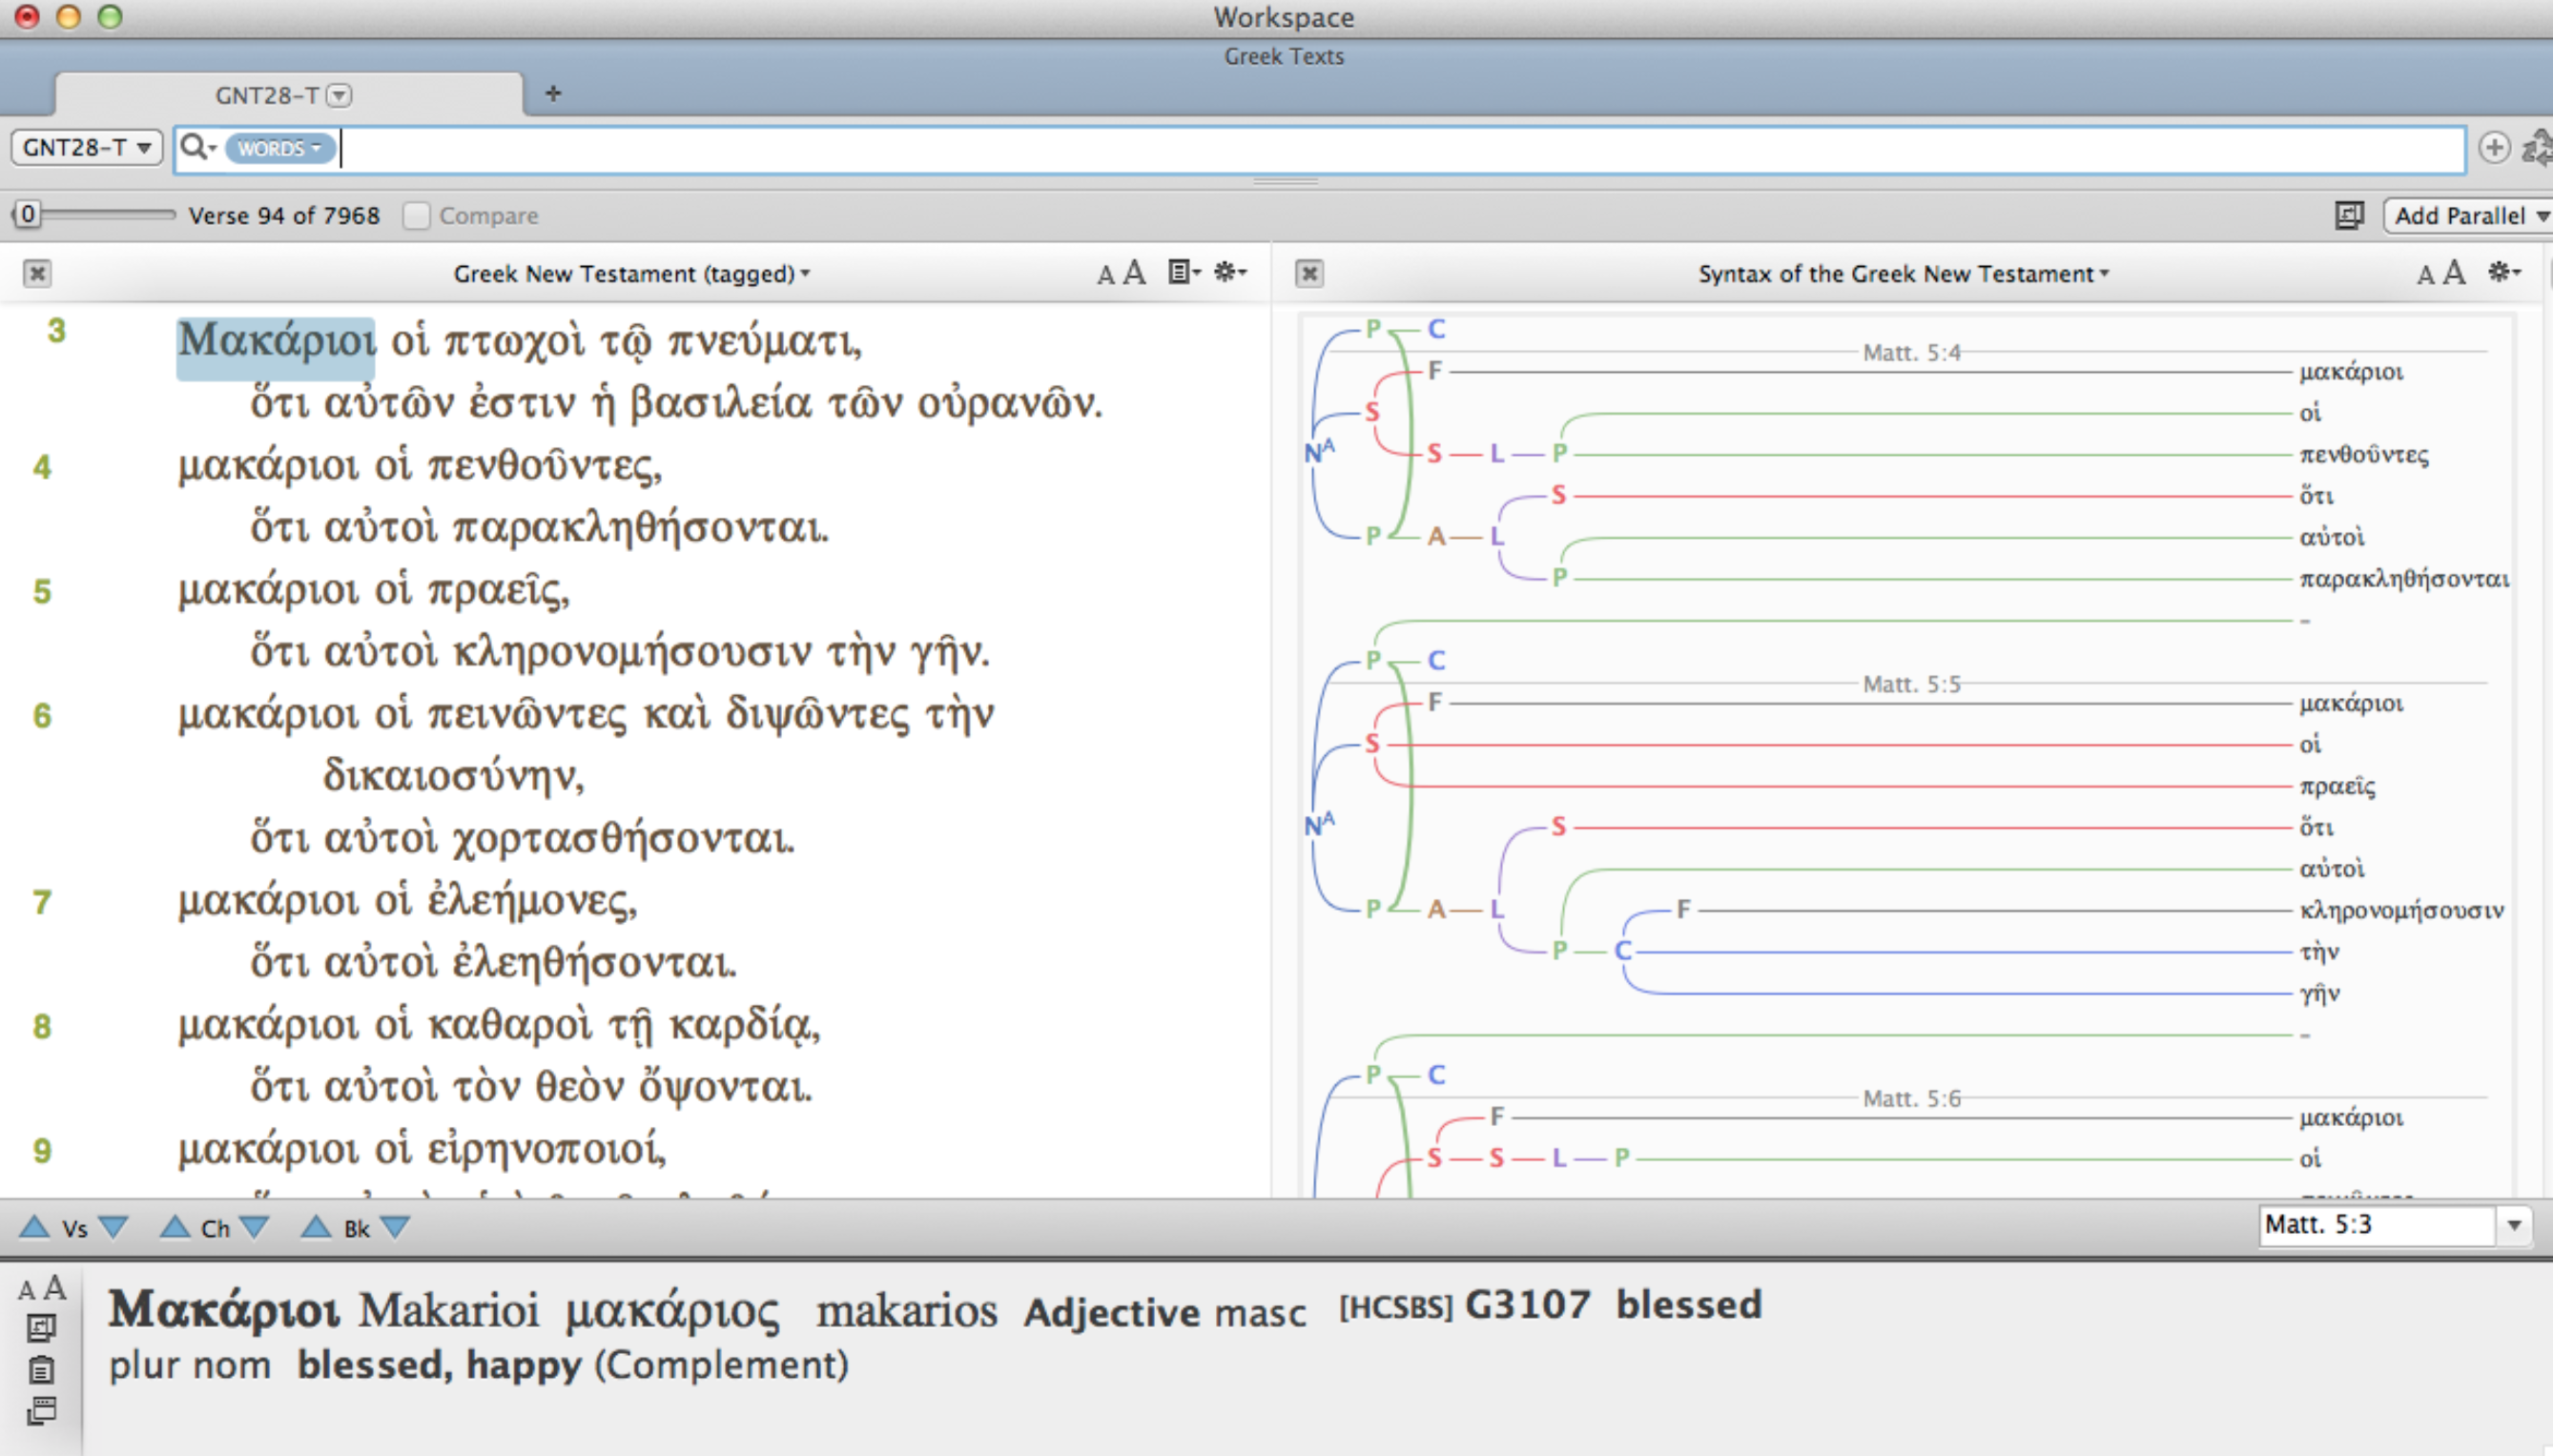 Workspace
Greek Texts
GNT28-T +
GNT28-T WORDS
0 Verse 94 of 7968 Compare Add Parallel
Greek New Testament (tagged) A A
3 Μακάριοι οἱ πτωχοὶ τῷ πνεύματι,
ὅτι αὐτῶν ἐστιν ἡ βασιλεία τῶν οὐρανῶν.
4 μακάριοι οἱ πενθοῦντες,
ὅτι αὐτοὶ παρακληθήσονται.
5 μακάριοι οἱ πραεῖς,
ὅτι αὐτοὶ κληρονομήσουσιν τὴν γῆν.
6 μακάριοι οἱ πεινῶντες καὶ διψῶντες τὴν
δικαιοσύνην,
ὅτι αὐτοὶ χορτασθήσονται.
7 μακάριοι οἱ ἐλεήμονες,
ὅτι αὐτοὶ ἐλεηθήσονται.
8 μακάριοι οἱ καθαροὶ τῇ καρδίᾳ,
ὅτι αὐτοὶ τὸν θεὸν ὄψονται.
9 μακάριοι οἱ εἰρηνοποιοί,
Syntax of the Greek New Testament A A
P C
Matt. 5:4
F μακάριοι
S οἱ
Nᴬ S L P πενθοῦντες
S ὅτι
P A L αὐτοὶ
P παρακληθήσονται
-
P C
Matt. 5:5
F μακάριοι
S οἱ
πραεῖς
Nᴬ S ὅτι
αὐτοὶ
P A L F κληρονομήσουσιν
P C τὴν
γῆν
-
P C
Matt. 5:6
F μακάριοι
S S L P οἱ
Vs Ch Bk Matt. 5:3
A A
Μακάριοι Makarioi μακάριος makarios Adjective masc [HCSBS] G3107 blessed
plur nom blessed, happy (Complement)